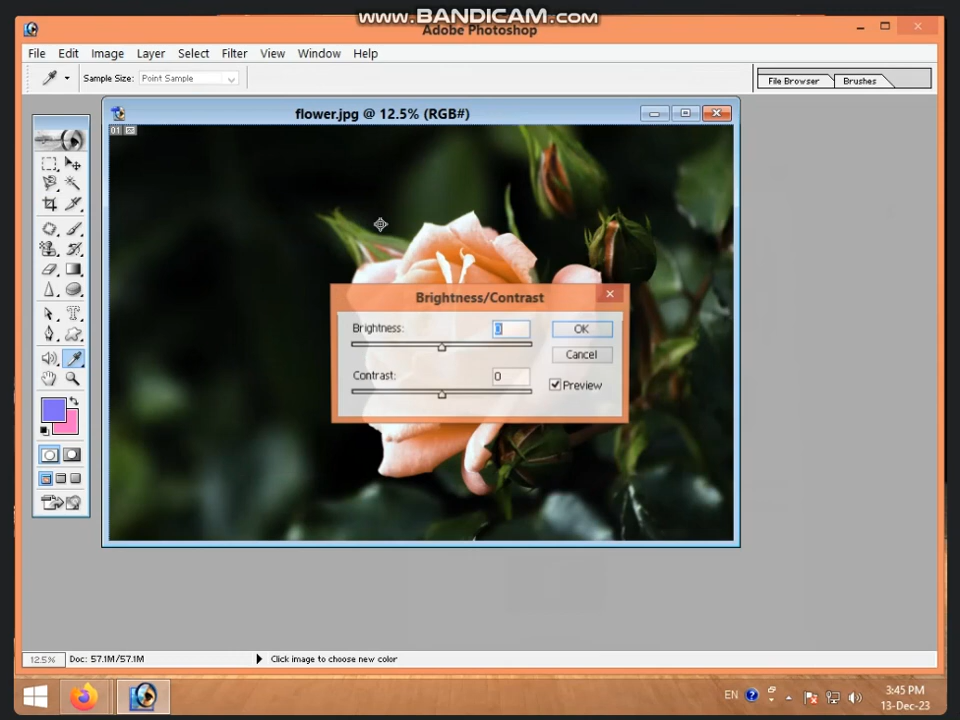 www.BANDICAM.com
Adobe Photoshop
File Edit Image Layer Select Filter View Window Help
Sample Size: Point Sample
File Browser Brushes
flower.jpg @ 12.5% (RGB#)
01
Brightness/Contrast
Brightness: 0 OK
Cancel
Contrast: 0
Preview
12.5% Doc: 57.1M/57.1M Click image to choose new color
EN 3:45 PM
13-Dec-23